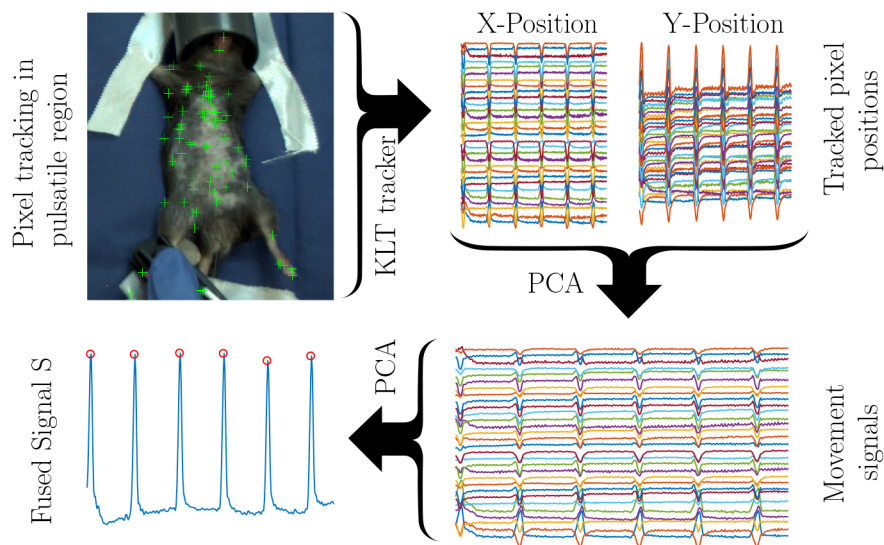 Pixel tracking in
pulsatile region
KLT tracker
X-Position
Y-Position
Tracked pixel
positions
PCA
Fused Signal S
PCA
Movement
signals